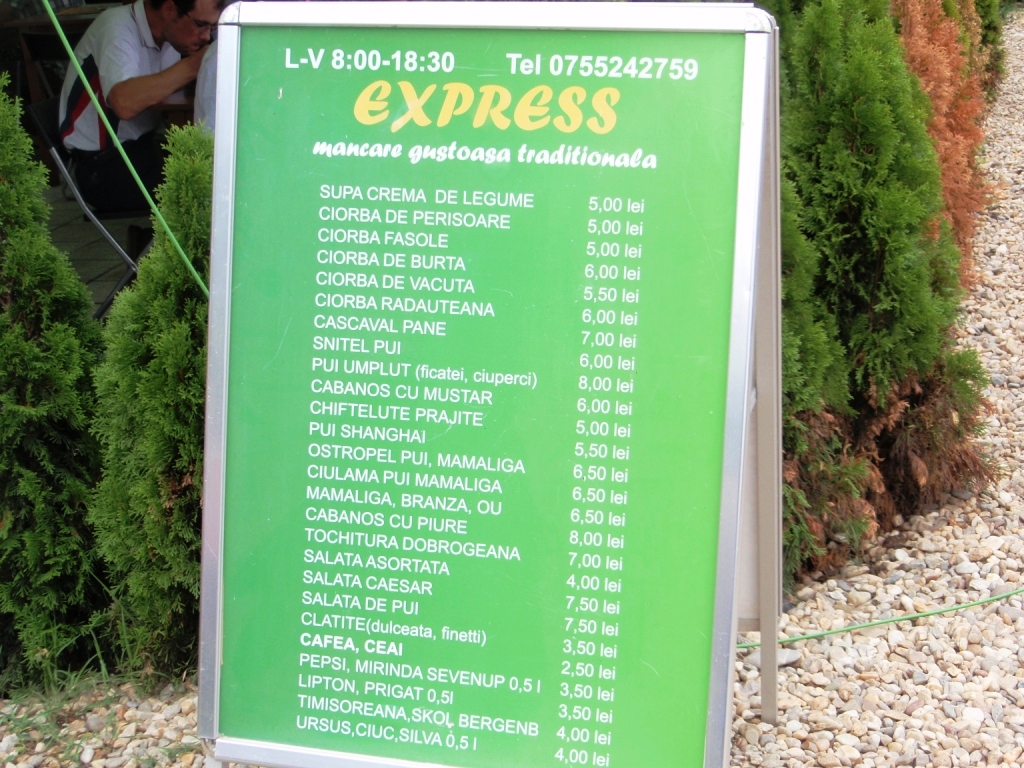 L-V 8:00-18:30 Tel 0755242759
EXPRESS
mancare gustoasa traditionala
SUPA CREMA DE LEGUME 5,00 lei
CIORBA DE PERISOARE 5,00 lei
CIORBA FASOLE 5,00 lei
CIORBA DE BURTA 6,00 lei
CIORBA DE VACUTA 5,50 lei
CIORBA RADAUTEANA 6,00 lei
CASCAVAL PANE 7,00 lei
SNITEL PUI 6,00 lei
PUI UMPLUT (ficatei, ciuperci) 8,00 lei
CABANOS CU MUSTAR 6,00 lei
CHIFTELUTE PRAJITE 5,00 lei
PUI SHANGHAI 5,50 lei
OSTROPEL PUI, MAMALIGA 6,50 lei
CIULAMA PUI MAMALIGA 6,50 lei
MAMALIGA, BRANZA, OU 6,50 lei
CABANOS CU PIURE 8,00 lei
TOCHITURA DOBROGEANA 7,00 lei
SALATA ASORTATA 4,00 lei
SALATA CAESAR 7,50 lei
SALATA DE PUI 7,50 lei
CLATITE(dulceata, finetti) 3,50 lei
CAFEA, CEAI 2,50 lei
PEPSI, MIRINDA SEVENUP 0,5 l 3,50 lei
LIPTON, PRIGAT 0,5l 3,50 lei
TIMISOREANA,SKOL BERGENB 4,00 lei
URSUS,CIUC,SILVA 0,5 l 4,00 lei